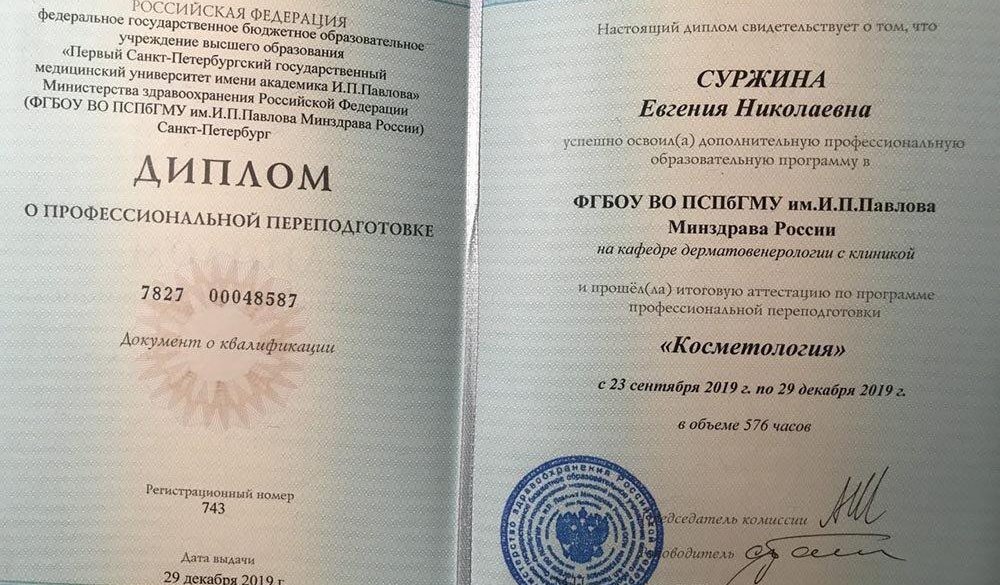 РОССИЙСКАЯ ФЕДЕРАЦИЯ
федеральное государственное бюджетное образовательное
учреждение высшего образования
«Первый Санкт-Петербургский государственный
медицинский университет имени академика И.П.Павлова»
Министерства здравоохранения Российской Федерации
(ФГБОУ ВО ПСПбГМУ им.И.П.Павлова Минздрава России)
Санкт-Петербург
ДИПЛОМ
О ПРОФЕССИОНАЛЬНОЙ ПЕРЕПОДГОТОВКЕ
7827 00048587
Документ о квалификации
Регистрационный номер
743
Дата выдачи
29 декабря 2019 г
Настоящий диплом свидетельствует о том, что
СУРЖИНА
Евгения Николаевна
успешно освоил(а) дополнительную профессиональную
образовательную программу в
ФГБОУ ВО ПСПбГМУ им.И.П.Павлова
Минздрава России
на кафедре дерматовенерологии с клиникой
и прошёл(ла) итоговую аттестацию по программе
профессиональной переподготовки
«Косметология»
с 23 сентября 2019 г. по 29 декабря 2019 г.
в объеме 576 часов
здравоохранения
Председатель комиссии
Руководитель